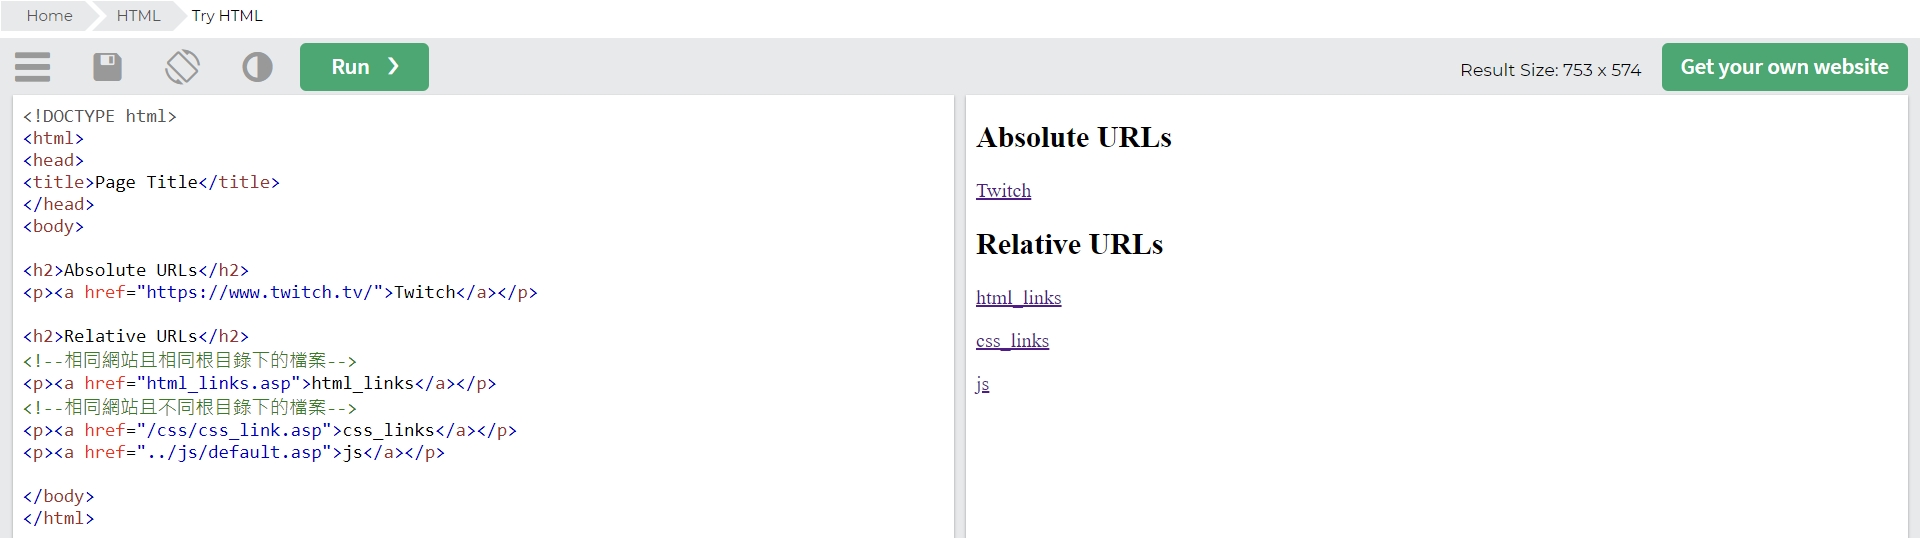 Home HTML Try HTML
Run ❯ Result Size: 753 x 574 Get your own website
<!DOCTYPE html>
<html>
<head>
<title>Page Title</title>
</head>
<body>
<h2>Absolute URLs</h2>
<p><a href="https://www.twitch.tv/">Twitch</a></p>
<h2>Relative URLs</h2>
<!--相同網站且相同根目錄下的檔案-->
<p><a href="html_links.asp">html_links</a></p>
<!--相同網站且不同根目錄下的檔案-->
<p><a href="/css/css_link.asp">css_links</a></p>
<p><a href="../js/default.asp">js</a></p>
</body>
</html>
Absolute URLs
Twitch
Relative URLs
html_links
css_links
js